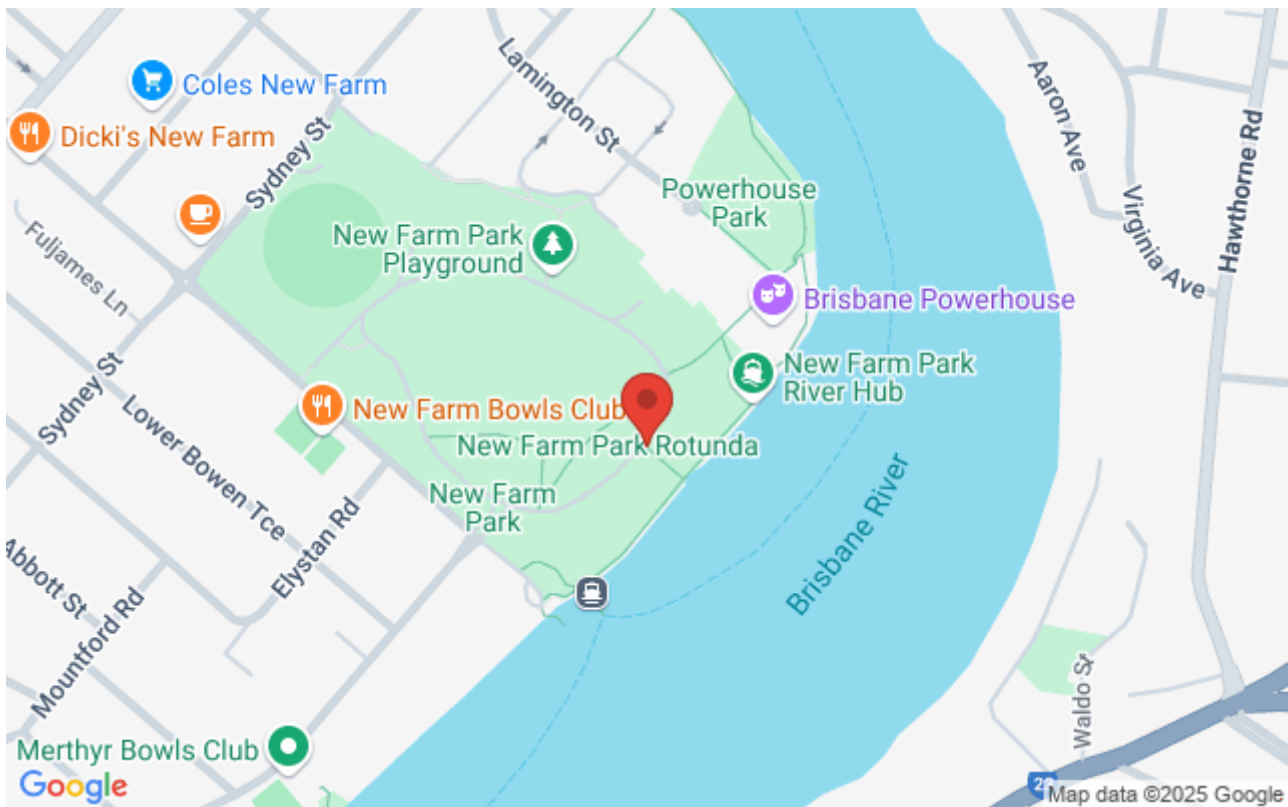 Lamington St
Aaron Ave
Coles New Farm
Dicki's New Farm
Sydney St
Hawthorne Rd
Powerhouse
Park
Virginia Ave
New Farm Park
Playground
Fuljames Ln
Brisbane Powerhouse
New Farm Park
River Hub
Sydney St
New Farm Bowls Club
New Farm Park Rotunda
Lower Bowen Tce
New Farm
Park
Brisbane River
Elystan Rd
Abbott St
Mountford Rd
Waldo St
Merthyr Bowls Club
Google
Map data ©2025 Google